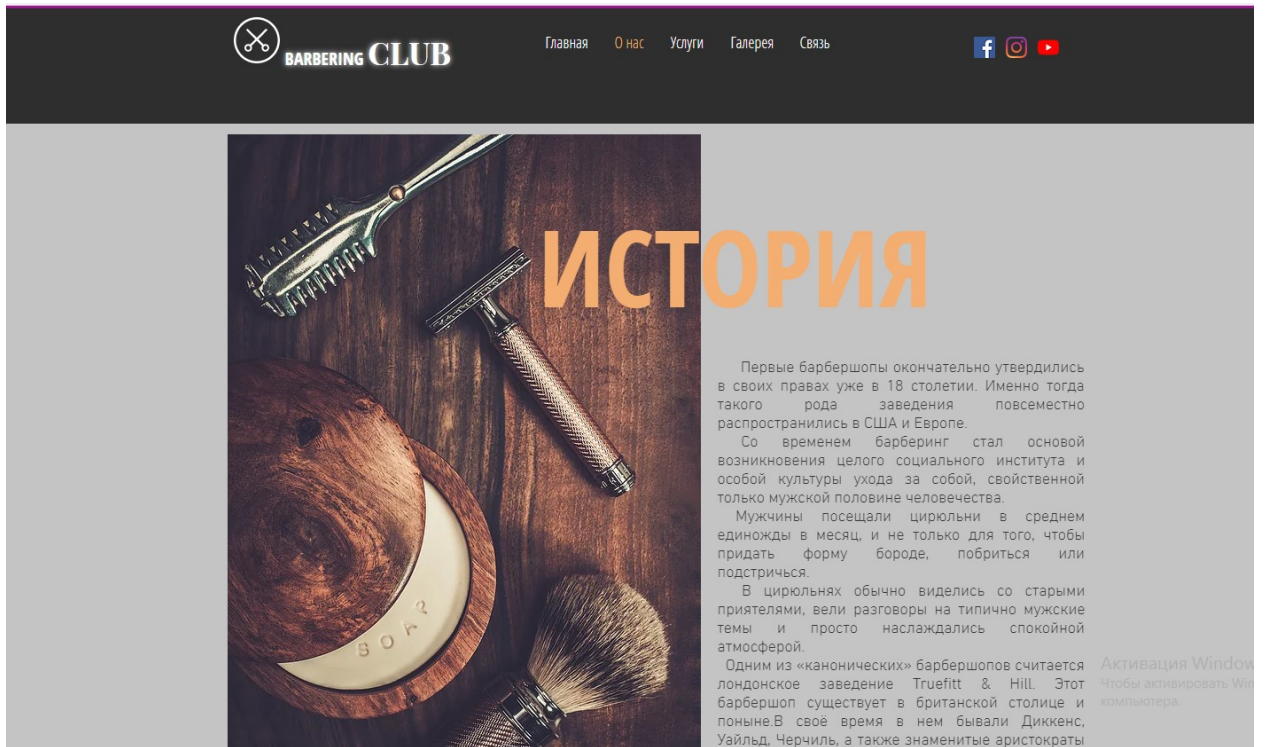 BARBERING CLUB
Главная О нас Услуги Галерея Связь
ИСТОРИЯ
Первые барбершопы окончательно утвердились
в своих правах уже в 18 столетии. Именно тогда
такого рода заведения повсеместно
распространились в США и Европе.
Со временем барберинг стал основой
возникновения целого социального института и
особой культуры ухода за собой, свойственной
только мужской половине человечества.
Мужчины посещали цирюльни в среднем
единожды в месяц, и не только для того, чтобы
придать форму бороде, побриться или
подстричься.
В цирюльнях обычно виделись со старыми
приятелями, вели разговоры на типично мужские
темы и просто наслаждались спокойной
атмосферой.
Одним из «канонических» барбершопов считается
лондонское заведение Truefitt & Hill. Этот
барбершоп существует в британской столице и
поныне.В своё время в нем бывали Диккенс,
Уайльд, Черчиль, а также знаменитые аристократы
SOAP
Активация Window
Чтобы активировать Win
компьютера.